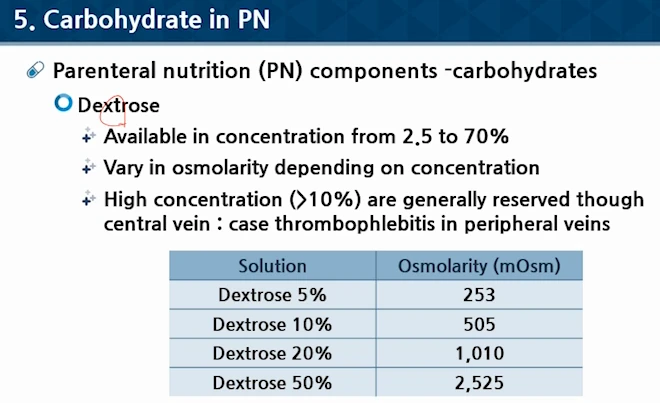 5. Carbohydrate in PN
Parenteral nutrition (PN) components -carbohydrates
Dextrose
Available in concentration from 2.5 to 70%
Vary in osmolarity depending on concentration
High concentration (>10%) are generally reserved though
central vein : case thrombophlebitis in peripheral veins
Solution Osmolarity (mOsm)
Dextrose 5% 253
Dextrose 10% 505
Dextrose 20% 1,010
Dextrose 50% 2,525